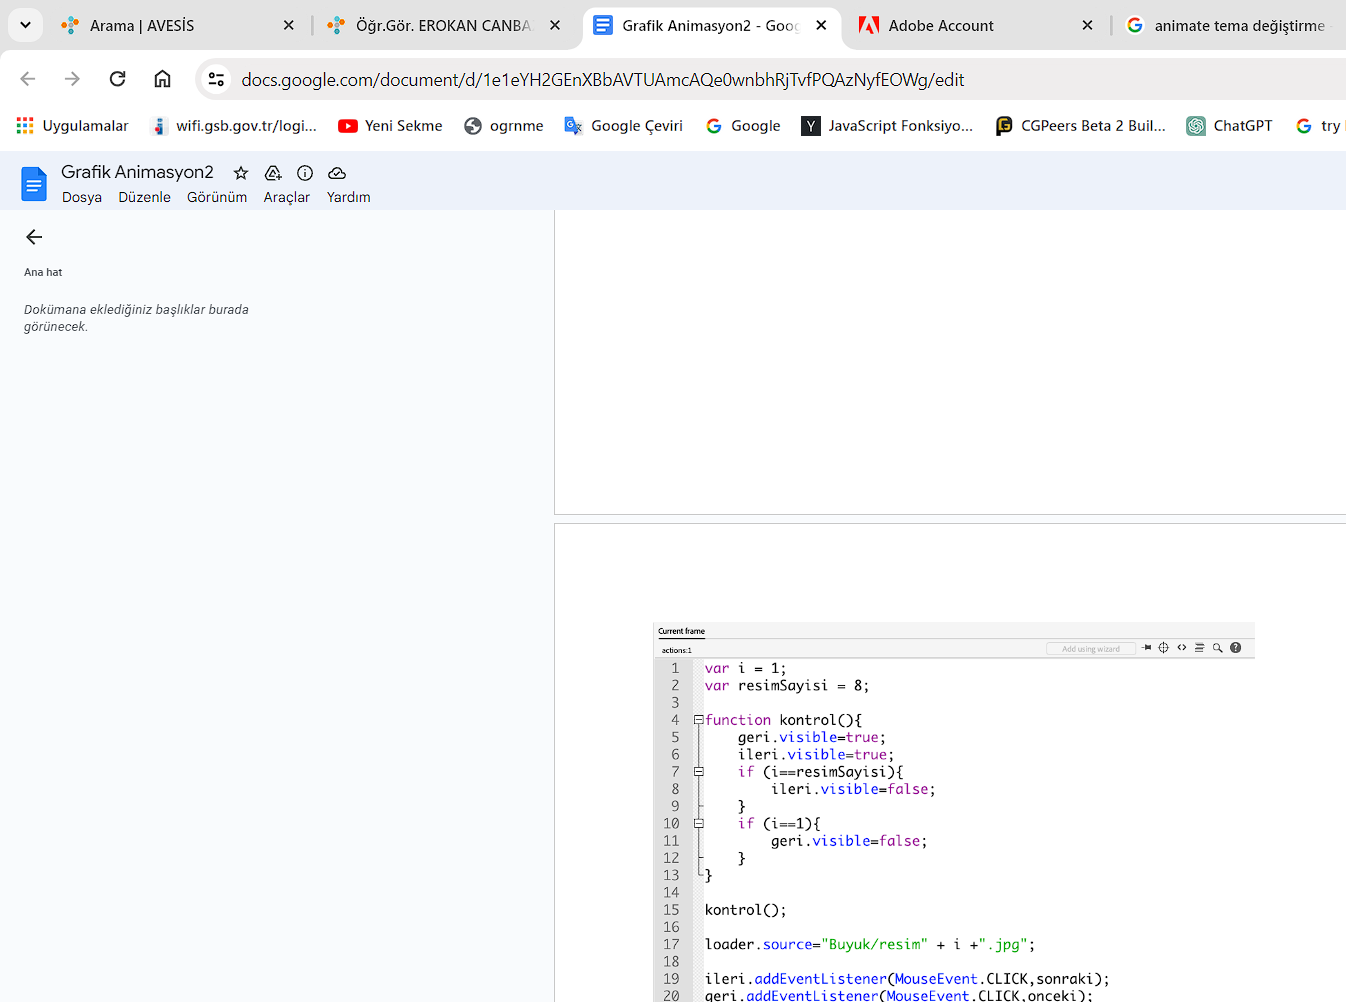 Arama | AVESİS
Öğr.Gör. EROKAN CANBA
Grafik Animasyon2 - Goog
Adobe Account
animate tema değiştirme -
docs.google.com/document/d/1e1eYH2GEnXBbAVTUAmcAQe0wnbhRjTvfPQAzNyfEOWg/edit
Uygulamalar
wifi.gsb.gov.tr/logi...
Yeni Sekme
ogrnme
Google Çeviri
Google
JavaScript Fonksiyo...
CGPeers Beta 2 Buil...
ChatGPT
try
Grafik Animasyon2
Dosya Düzenle Görünüm Araçlar Yardım
Ana hat
Dokümana eklediğiniz başlıklar burada
görünecek.
Current frame
actions:1
Add using wizard
1 var i = 1;
2 var resimSayisi = 8;
3
4 function kontrol(){
5 geri.visible=true;
6 ileri.visible=true;
7 if (i==resimSayisi){
8 ileri.visible=false;
9 }
10 if (i==1){
11 geri.visible=false;
12 }
13 }
14
15 kontrol();
16
17 loader.source="Buyuk/resim" + i +".jpg";
18
19 ileri.addEventListener(MouseEvent.CLICK,sonraki);
20 geri.addEventListener(MouseEvent.CLICK,onceki);